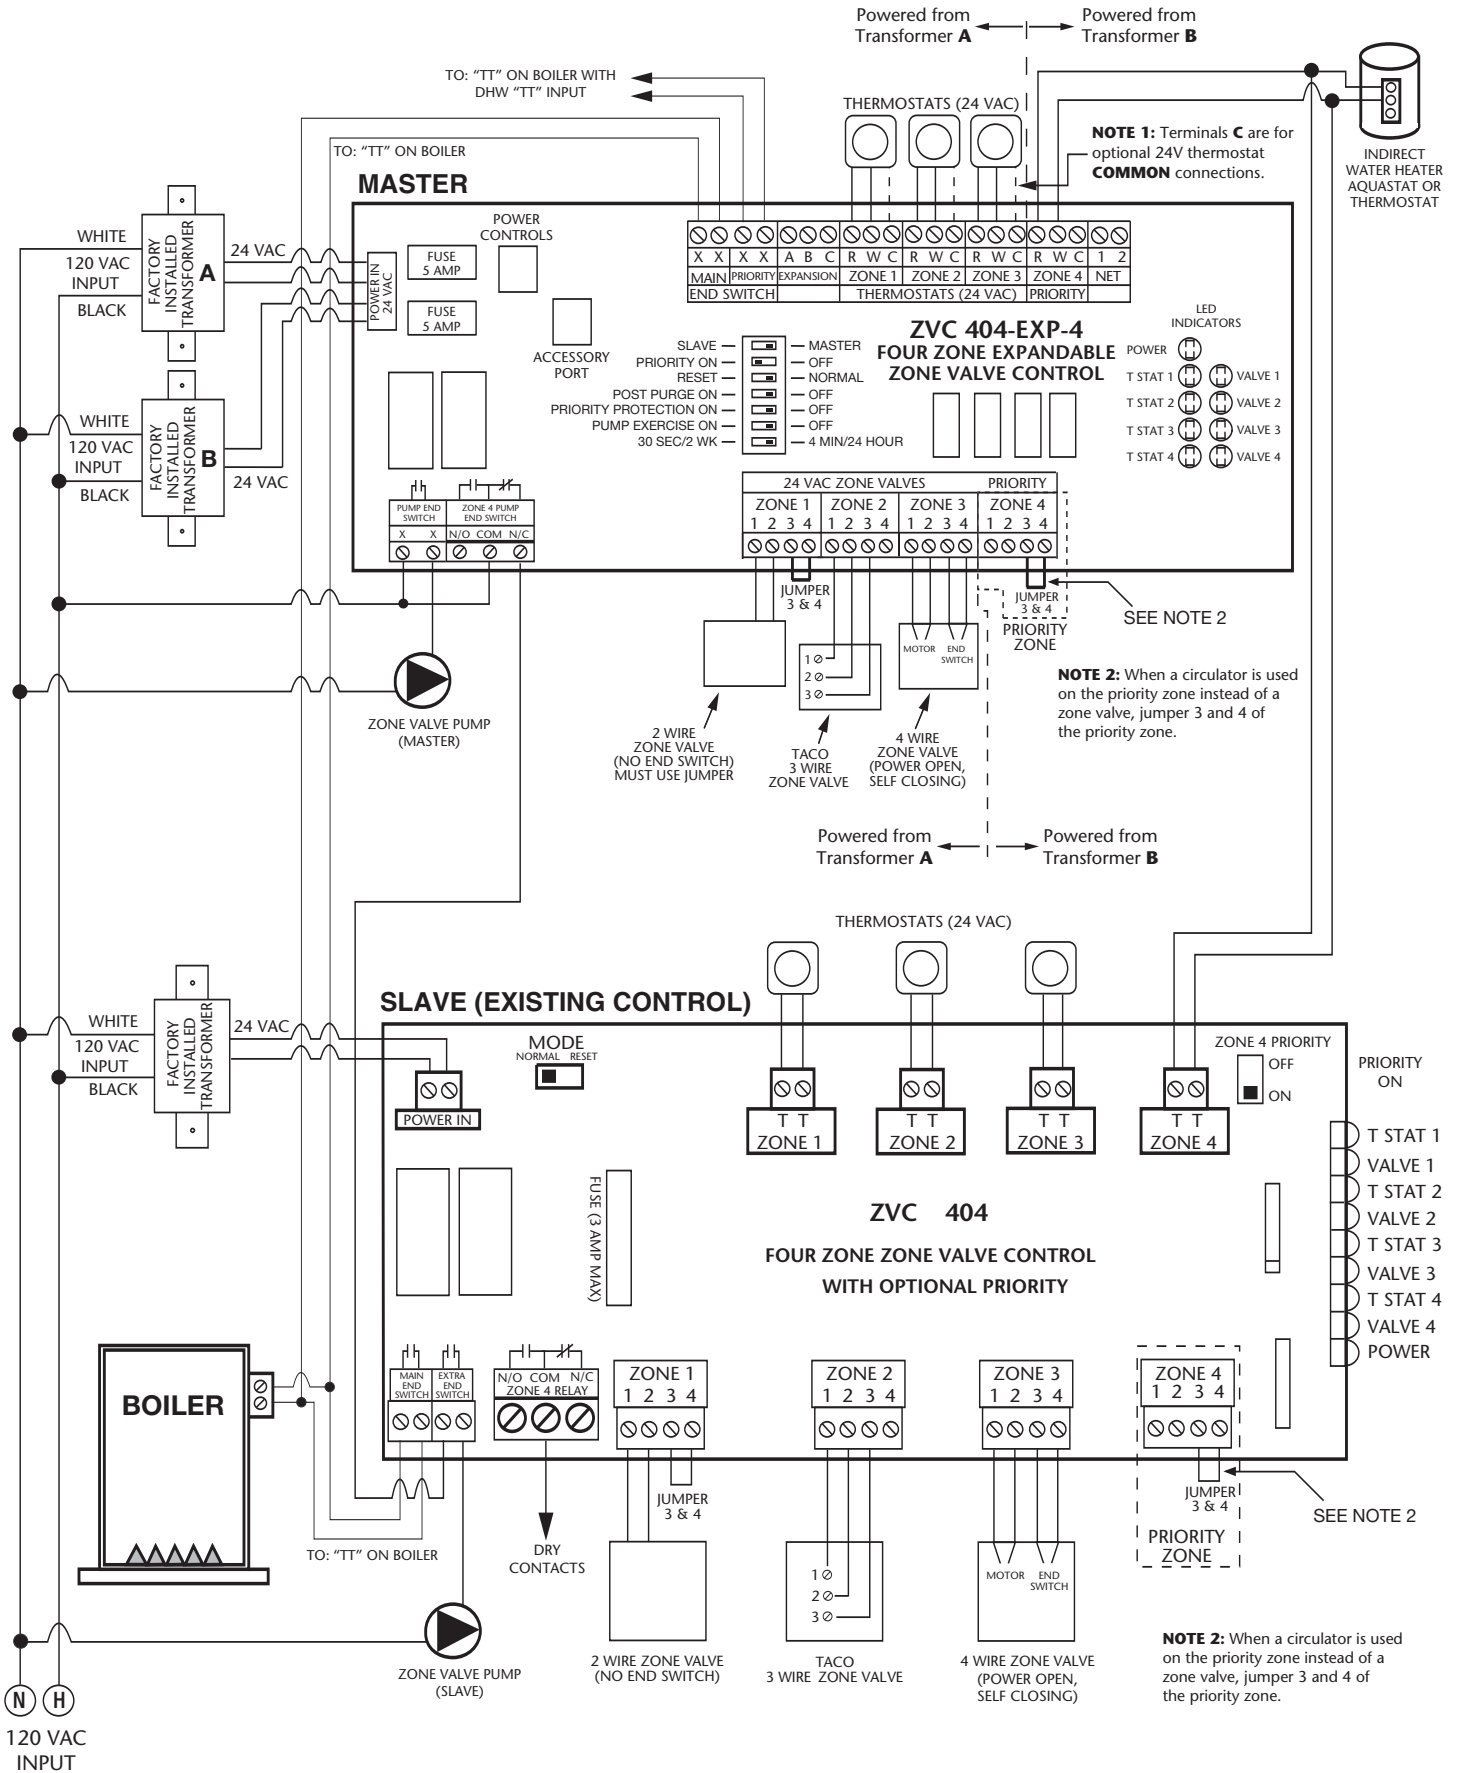 Powered from
Transformer A
Powered from
Transformer B
TO: “TT” ON BOILER WITH
DHW “TT” INPUT
THERMOSTATS (24 VAC)
NOTE 1: Terminals C are for
optional 24V thermostat
COMMON connections.
INDIRECT
WATER HEATER
AQUASTAT OR
THERMOSTAT
TO: “TT” ON BOILER
MASTER
WHITE
120 VAC
INPUT
BLACK
FACTORY
INSTALLED
TRANSFORMER
A
24 VAC
POWER IN
24 VAC
FUSE
5 AMP
FUSE
5 AMP
POWER
CONTROLS
ACCESSORY
PORT
X X X X A B C R W C R W C R W C R W C 1 2
MAIN PRIORITY EXPANSION ZONE 1 ZONE 2 ZONE 3 ZONE 4 NET
END SWITCH THERMOSTATS (24 VAC) PRIORITY
ZVC 404-EXP-4
FOUR ZONE EXPANDABLE
ZONE VALVE CONTROL
LED
INDICATORS
POWER
T STAT 1 VALVE 1
T STAT 2 VALVE 2
T STAT 3 VALVE 3
T STAT 4 VALVE 4
SLAVE MASTER
PRIORITY ON OFF
RESET NORMAL
POST PURGE ON OFF
PRIORITY PROTECTION ON OFF
PUMP EXERCISE ON OFF
30 SEC/2 WK 4 MIN/24 HOUR
WHITE
120 VAC
INPUT
BLACK
FACTORY
INSTALLED
TRANSFORMER
B
24 VAC
PUMP END
SWITCH
X X
ZONE 4 PUMP
END SWITCH
N/O COM N/C
24 VAC ZONE VALVES PRIORITY
ZONE 1 ZONE 2 ZONE 3 ZONE 4
1 2 3 4 1 2 3 4 1 2 3 4 1 2 3 4
JUMPER
3 & 4
JUMPER
3 & 4
PRIORITY
ZONE
SEE NOTE 2
1
2
3
MOTOR
END
SWITCH
NOTE 2: When a circulator is used
on the priority zone instead of a
zone valve, jumper 3 and 4 of
the priority zone.
ZONE VALVE PUMP
(MASTER)
2 WIRE
ZONE VALVE
(NO END SWITCH)
MUST USE JUMPER
TACO
3 WIRE
ZONE VALVE
4 WIRE
ZONE VALVE
(POWER OPEN,
SELF CLOSING)
Powered from
Transformer A
Powered from
Transformer B
THERMOSTATS (24 VAC)
SLAVE (EXISTING CONTROL)
WHITE
120 VAC
INPUT
BLACK
FACTORY
INSTALLED
TRANSFORMER
24 VAC
POWER IN
MODE
NORMAL RESET
T T
ZONE 1
T T
ZONE 2
T T
ZONE 3
T T
ZONE 4
ZONE 4 PRIORITY
OFF
ON
PRIORITY
ON
T STAT 1
VALVE 1
T STAT 2
VALVE 2
T STAT 3
VALVE 3
T STAT 4
VALVE 4
POWER
FUSE (3 AMP MAX)
ZVC 404
FOUR ZONE ZONE VALVE CONTROL
WITH OPTIONAL PRIORITY
BOILER
MAIN
END
SWITCH
EXTRA
END
SWITCH
N/O COM N/C
ZONE 4 RELAY
ZONE 1
1 2 3 4
ZONE 2
1 2 3 4
ZONE 3
1 2 3 4
ZONE 4
1 2 3 4
JUMPER
3 & 4
JUMPER
3 & 4
PRIORITY
ZONE
SEE NOTE 2
TO: “TT” ON BOILER
DRY
CONTACTS
1
2
3
MOTOR
END
SWITCH
ZONE VALVE PUMP
(SLAVE)
2 WIRE ZONE VALVE
(NO END SWITCH)
TACO
3 WIRE ZONE VALVE
4 WIRE ZONE VALVE
(POWER OPEN,
SELF CLOSING)
NOTE 2: When a circulator is used
on the priority zone instead of a
zone valve, jumper 3 and 4 of
the priority zone.
N H
120 VAC
INPUT